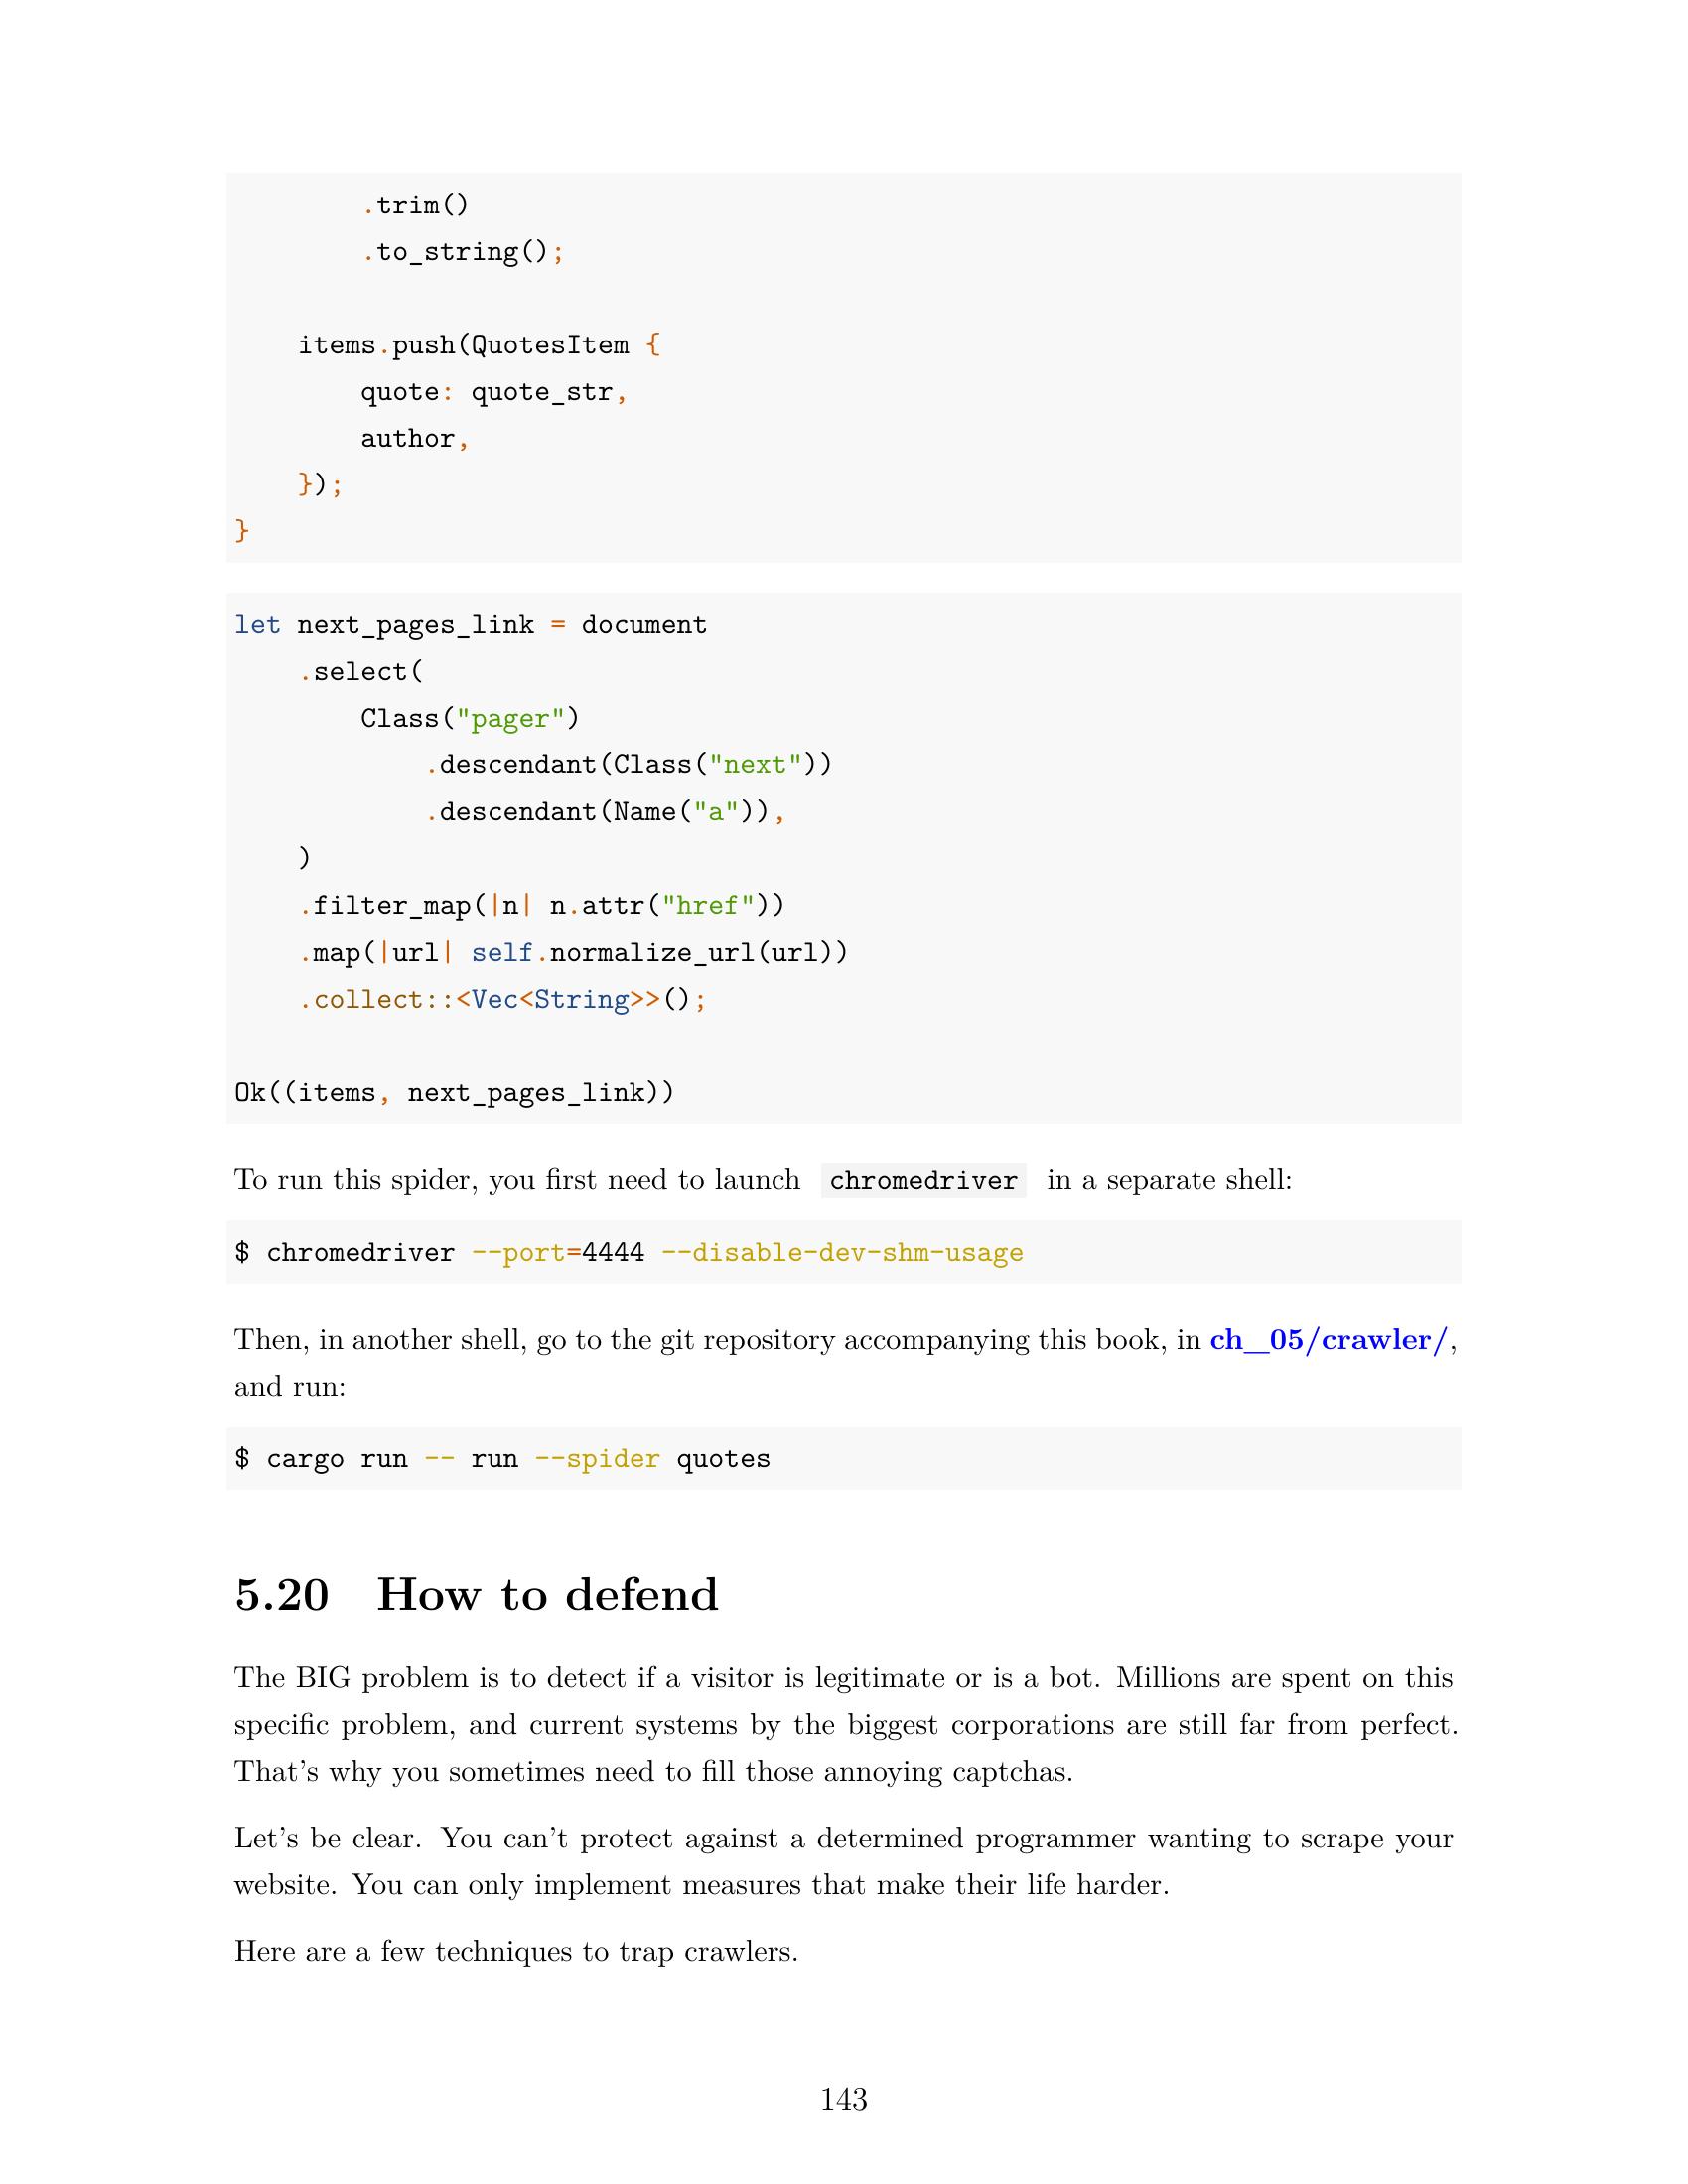 .trim()
        .to_string();

    items.push(QuotesItem {
        quote: quote_str,
        author,
    });
}
let next_pages_link = document
    .select(
        Class("pager")
            .descendant(Class("next"))
            .descendant(Name("a")),
    )
    .filter_map(|n| n.attr("href"))
    .map(|url| self.normalize_url(url))
    .collect::<Vec<String>>();

Ok((items, next_pages_link))
To run this spider, you first need to launch chromedriver in a separate shell:
$ chromedriver --port=4444 --disable-dev-shm-usage
Then, in another shell, go to the git repository accompanying this book, in ch_05/crawler/,
and run:
$ cargo run -- run --spider quotes
5.20 How to defend
The BIG problem is to detect if a visitor is legitimate or is a bot. Millions are spent on this
specific problem, and current systems by the biggest corporations are still far from perfect.
That's why you sometimes need to fill those annoying captchas.
Let's be clear. You can't protect against a determined programmer wanting to scrape your
website. You can only implement measures that make their life harder.
Here are a few techniques to trap crawlers.
143